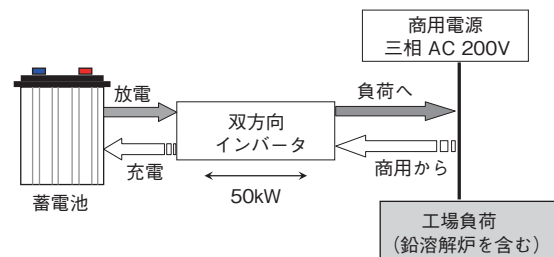 商用電源
三相 AC 200V
放電
負荷へ
双方向
インバータ
充電
商用から
50kW
蓄電池
工場負荷
(鉛溶解炉を含む)